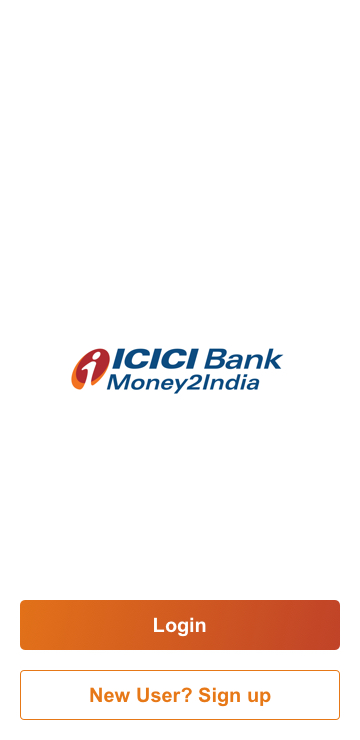 ICICI Bank
Money2India
Login
New User? Sign up